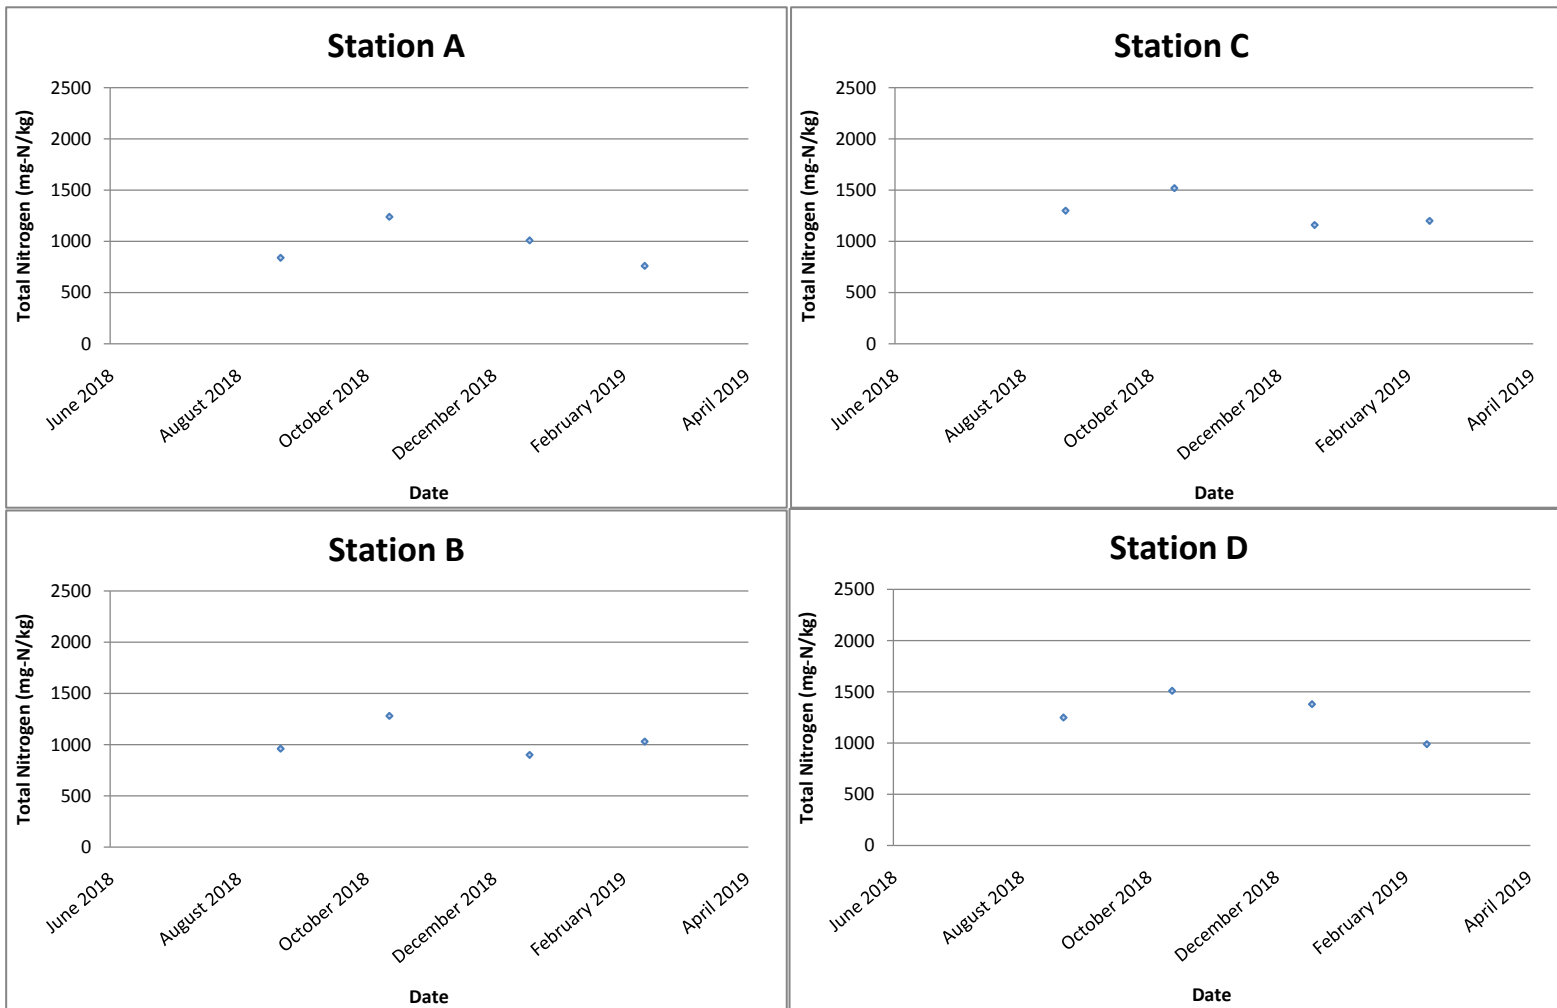 Station A
Total Nitrogen (mg-N/kg)
2500
2000
1500
1000
500
0
June 2018
August 2018
October 2018
December 2018
February 2019
April 2019
Date
Station C
Total Nitrogen (mg-N/kg)
2500
2000
1500
1000
500
0
June 2018
August 2018
October 2018
December 2018
February 2019
April 2019
Date
Station B
Total Nitrogen (mg-N/kg)
2500
2000
1500
1000
500
0
June 2018
August 2018
October 2018
December 2018
February 2019
April 2019
Date
Station D
Total Nitrogen (mg-N/kg)
2500
2000
1500
1000
500
0
June 2018
August 2018
October 2018
December 2018
February 2019
April 2019
Date